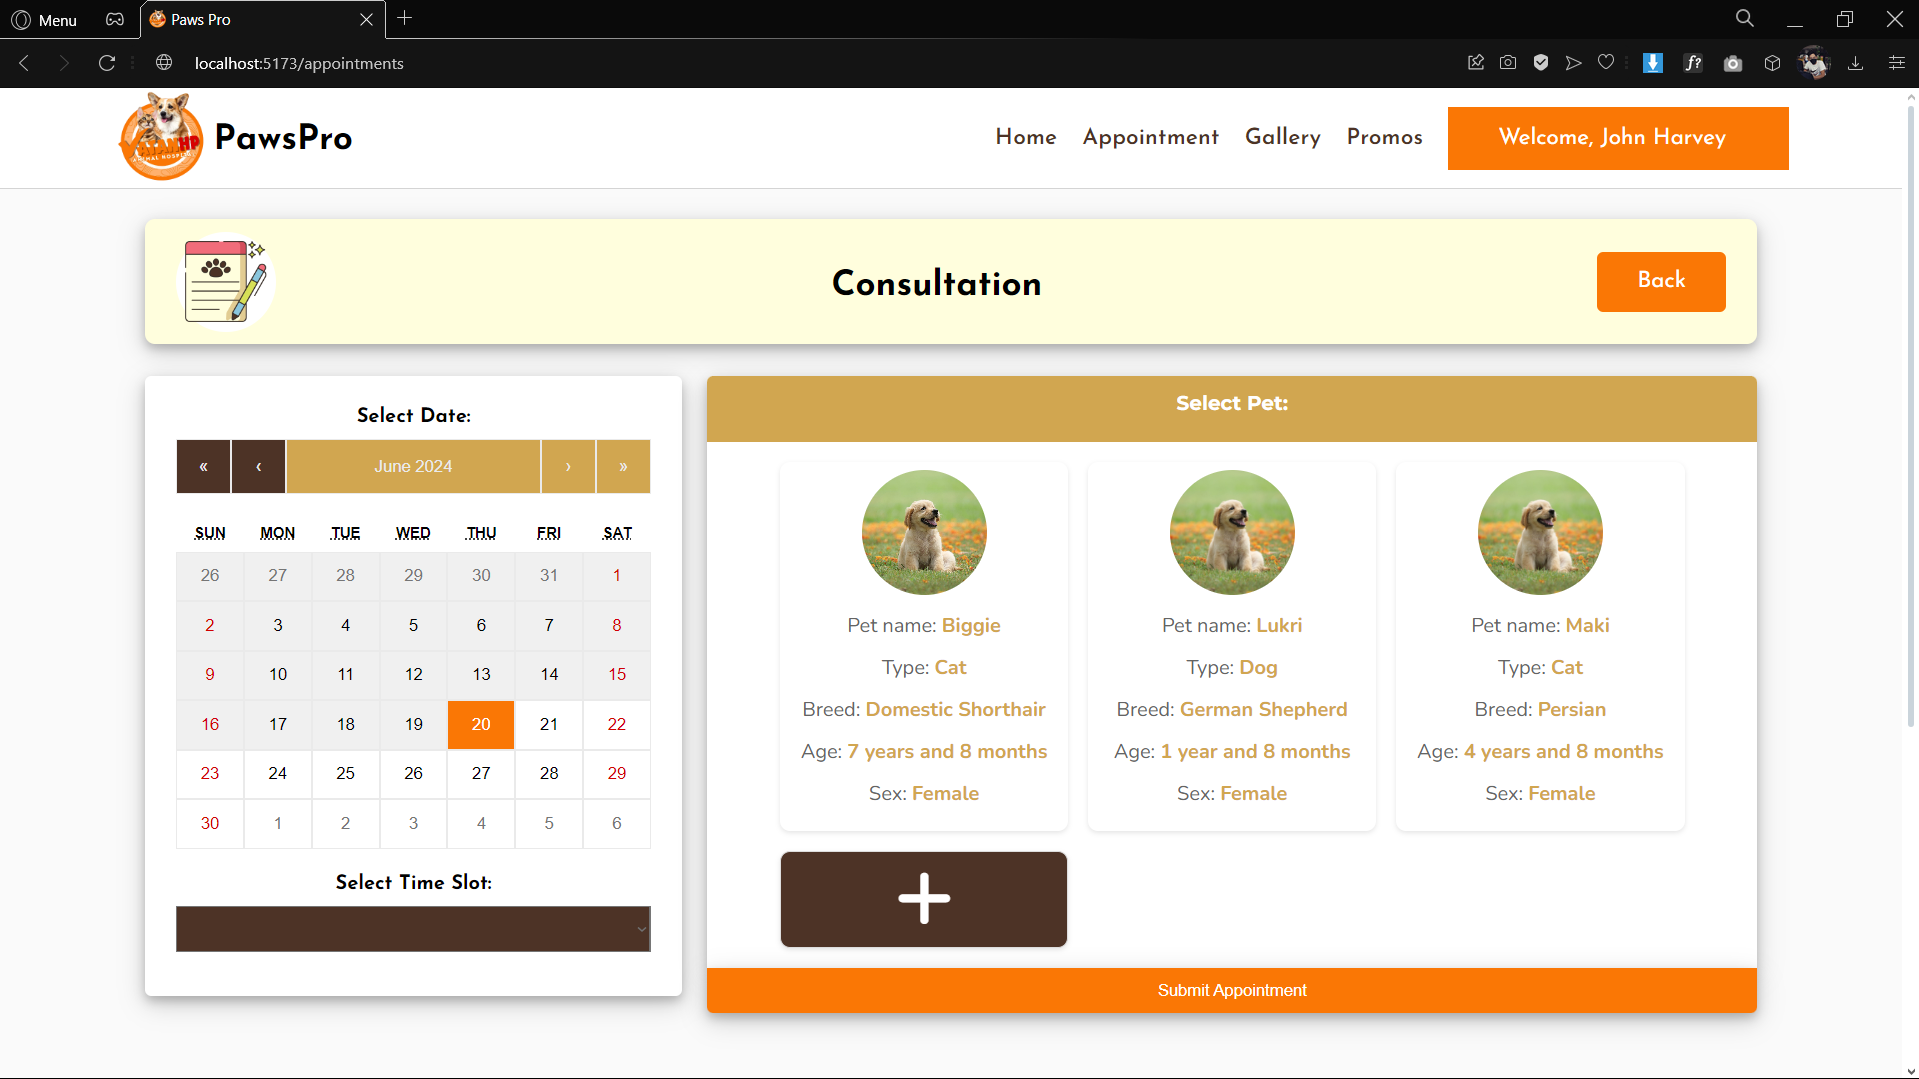 Menu
Paws Pro
localhost:5173/appointments
VATANHP
ANIMAL HOSPITAL
PawsPro
Home
Appointment
Gallery
Promos
Welcome, John Harvey
Consultation
Back
Select Date:
« ‹ June 2024 › »
SUN MON TUE WED THU FRI SAT
26 27 28 29 30 31 1
2 3 4 5 6 7 8
9 10 11 12 13 14 15
16 17 18 19 20 21 22
23 24 25 26 27 28 29
30 1 2 3 4 5 6
Select Time Slot:
Select Pet:
Pet name: Biggie
Type: Cat
Breed: Domestic Shorthair
Age: 7 years and 8 months
Sex: Female
Pet name: Lukri
Type: Dog
Breed: German Shepherd
Age: 1 year and 8 months
Sex: Female
Pet name: Maki
Type: Cat
Breed: Persian
Age: 4 years and 8 months
Sex: Female
Submit Appointment